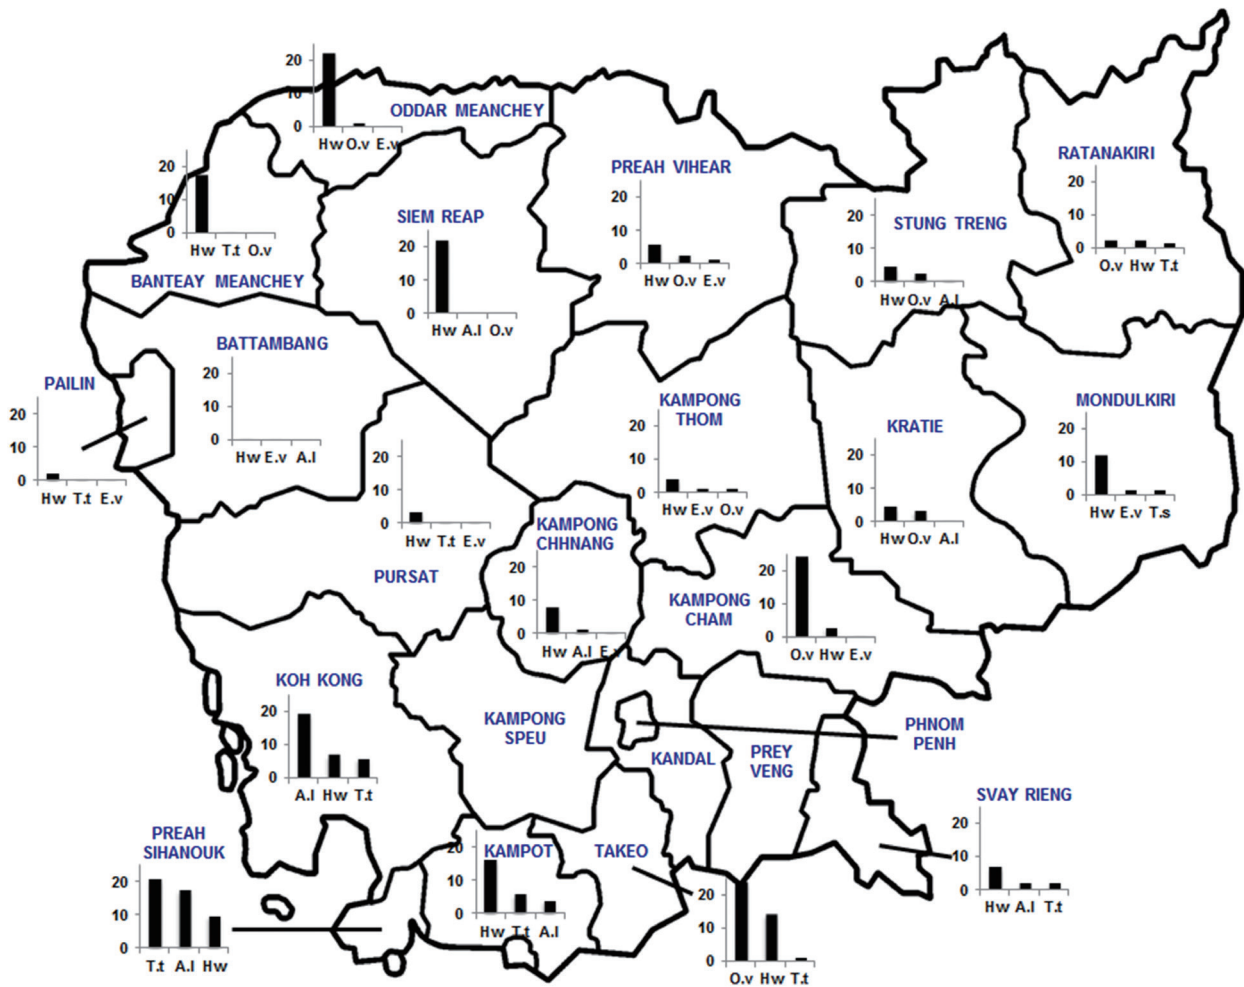 20
10
0
Hw O.v E.v
ODDAR MEANCHEY
20
10
0
Hw T.t O.v
BANTEAY MEANCHEY
SIEM REAP
20
10
0
Hw A.l O.v
PREAH VIHEAR
20
10
0
Hw O.v E.v
STUNG TRENG
20
10
0
Hw O.v A.l
RATANAKIRI
20
10
0
O.v Hw T.t
BATTAMBANG
20
10
0
Hw E.v A.l
PAILIN
20
10
0
Hw T.t E.v
20
10
0
Hw T.t E.v
PURSAT
KAMPONG
THOM
20
10
0
Hw E.v O.v
KRATIE
20
10
0
Hw O.v A.l
MONDULKIRI
20
10
0
Hw E.v T.s
KAMPONG
CHHNANG
20
10
0
Hw A.l E.v
KAMPONG
CHAM
20
10
0
O.v Hw E.v
KOH KONG
20
10
0
A.l Hw T.t
KAMPONG
SPEU
KANDAL
PREY
VENG
PHNOM
PENH
SVAY RIENG
20
10
0
Hw A.l T.t
PREAH
SIHANOUK
20
10
0
T.t A.l Hw
KAMPOT
20
10
0
Hw T.t A.l
TAKEO
20
10
0
O.v Hw T.t